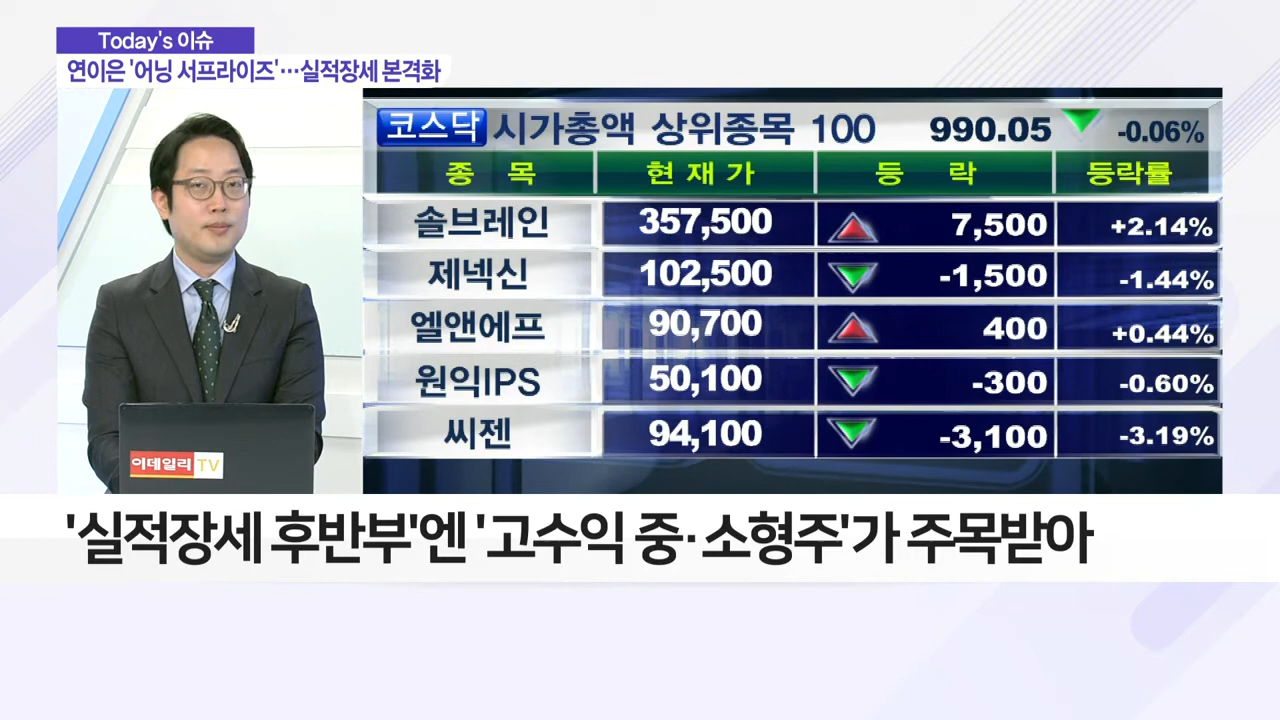 Today's 이슈
연이은 '어닝 서프라이즈'…실적장세 본격화
코스닥 시가총액 상위종목 100 990.05 -0.06%
종 목 현 재 가 등 락 등락률
솔브레인 357,500 7,500 +2.14%
제넥신 102,500 -1,500 -1.44%
엘앤에프 90,700 400 +0.44%
원익IPS 50,100 -300 -0.60%
씨젠 94,100 -3,100 -3.19%
이데일리 TV
'실적장세 후반부'엔 '고수익 중·소형주'가 주목받아